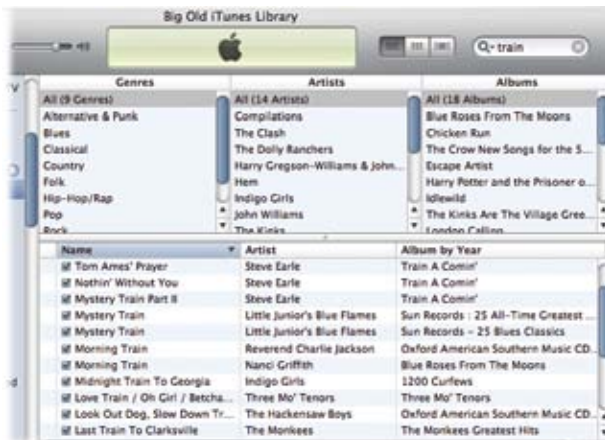 Big Old iTunes Library
train
Genres Artists Albums
All (9 Genres) All (14 Artists) All (18 Albums)
Alternative & Punk Compilations Blue Roses From The Moons
Blues The Clash Chicken Run
Classical The Dolly Ranchers The Crow New Songs for the S...
Country Harry Gregson-Williams & John... Escape Artist
Folk Hem Harry Potter and the Prisoner o...
Hip-Hop/Rap Indigo Girls Idlewild
Pop John Williams The Kinks Are The Village Gree...
Rock The Kinks London Calling
Name Artist Album by Year
Tom Ames' Prayer Steve Earle Train A Comin'
Nothin' Without You Steve Earle Train A Comin'
Mystery Train Part II Steve Earle Train A Comin'
Mystery Train Little Junior's Blue Flames Sun Records : 25 All-Time Greatest ...
Mystery Train Little Junior's Blue Flames Sun Records - 25 Blues Classics
Morning Train Reverend Charlie Jackson Oxford American Southern Music CD...
Morning Train Nanci Griffith Blue Roses From The Moons
Midnight Train To Georgia Indigo Girls 1200 Curfews
Love Train / Oh Girl / Betcha... Three Mo' Tenors Three Mo' Tenors
Look Out Dog, Slow Down Tr... The Hackensaw Boys Oxford American Southern Music CD...
Last Train To Clarksville The Monkees The Monkees Greatest Hits